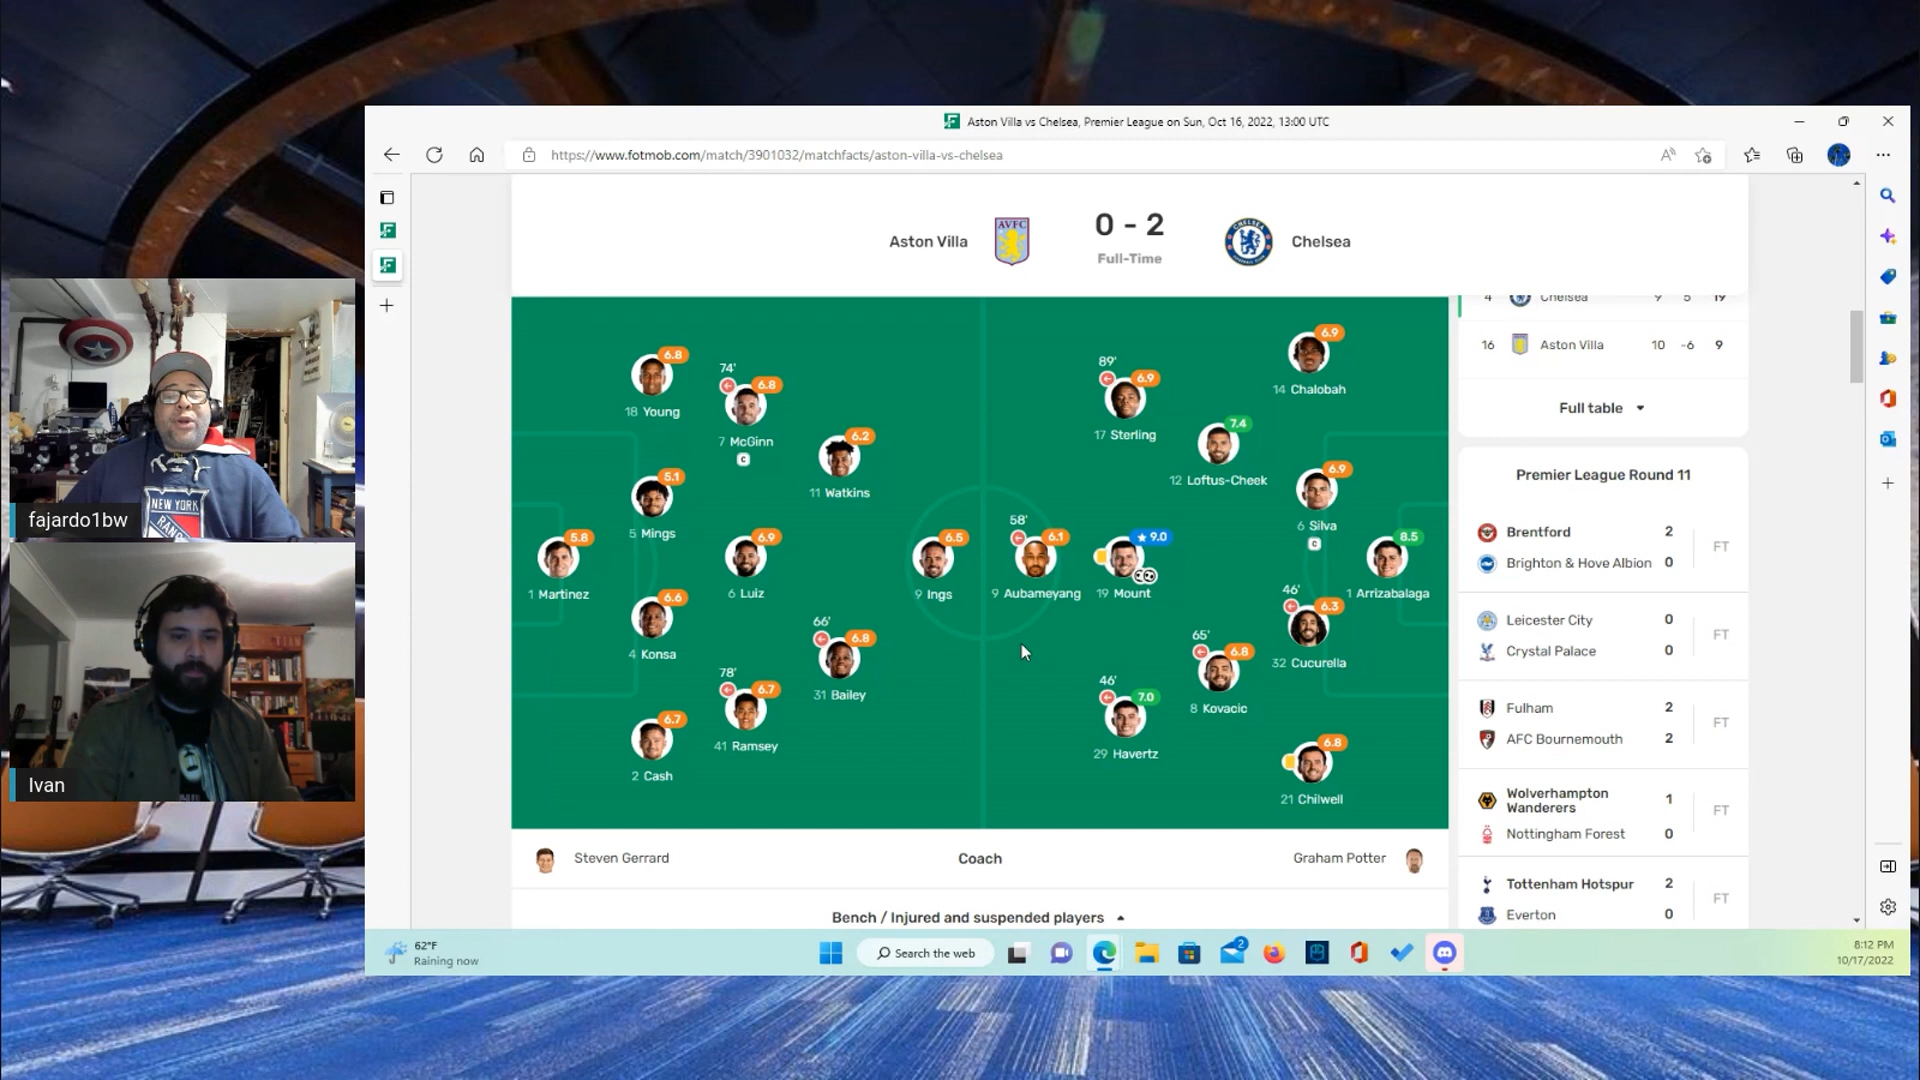 Aston Villa vs Chelsea, Premier League on Sun, Oct 16, 2022, 13:00 UTC
https://www.fotmob.com/match/3901032/matchfacts/aston-villa-vs-chelsea
Aston Villa
AVFC
0 - 2
Full-Time
Chelsea
6.8
18 Young
74'
6.8
7 McGinn
C
6.2
11 Watkins
5.1
5 Mings
5.8
1 Martinez
6.9
6 Luiz
6.5
9 Ings
6.6
4 Konsa
66'
6.8
31 Bailey
78'
6.7
41 Ramsey
6.7
2 Cash
6.9
14 Chalobah
89'
6.9
17 Sterling
7.4
12 Loftus-Cheek
6.9
6 Silva
C
58'
6.1
9 Aubameyang
9.0
19 Mount
8.5
1 Arrizabalaga
46'
6.3
32 Cucurella
65'
6.8
8 Kovacic
46'
7.0
29 Havertz
6.8
21 Chilwell
Steven Gerrard
Coach
Graham Potter
Bench / Injured and suspended players
4 Chelsea 9 5 19
16 Aston Villa 10 -6 9
Full table
Premier League Round 11
Brentford 2
Brighton & Hove Albion 0
FT
Leicester City 0
Crystal Palace 0
FT
Fulham 2
AFC Bournemouth 2
FT
Wolverhampton
Wanderers 1
Nottingham Forest 0
FT
Tottenham Hotspur 2
Everton 0
FT
NEW YORK
fajardo1bw
Ivan
62°F
Raining now
Search the web
2
8:12 PM
10/17/2022